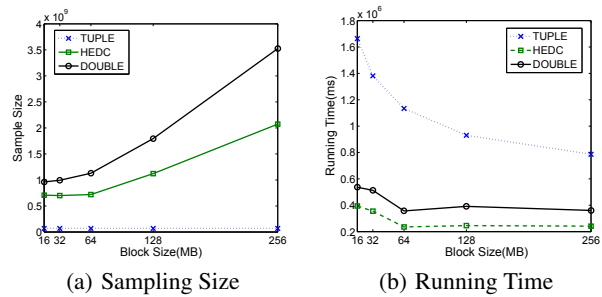 x 10^9
4
3.5
3
2.5
2
1.5
1
0.5
0
Sample Size
TUPLE
HEDC
DOUBLE
16 32 64 128 256
Block Size(MB)
(a) Sampling Size
x 10^6
1.8
1.6
1.4
1.2
1
0.8
0.6
0.4
0.2
Running Time(ms)
TUPLE
HEDC
DOUBLE
16 32 64 128 256
Block Size(MB)
(b) Running Time